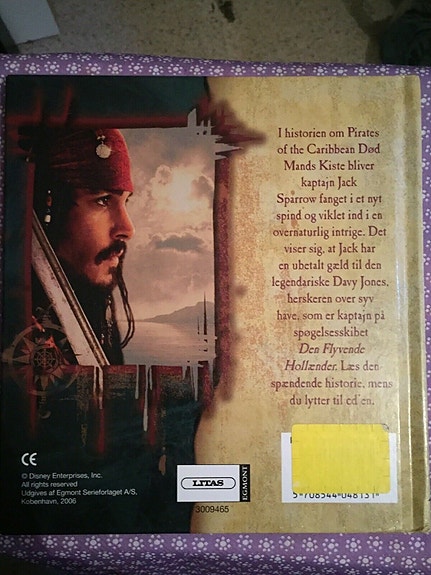 I historien om Pirates
of the Caribbean Død
Mands Kiste bliver
kaptajn Jack
Sparrow fanget i et nyt
spind og viklet ind i en
overnaturlig intrige. Det
viser sig, at Jack har
en ubetalt gæld til den
legendariske Davy Jones,
herskeren over syv
have, som er kaptajn på
spøgelsesskibet
Den Flyvende
Hollænder. Læs den
spændende historie, mens
du lytter til cd'en.
CE
© Disney Enterprises, Inc.
All rights reserved
Udgives af Egmont Serieforlaget A/S,
København, 2006
LITAS
EGMONT
3009465
5 708544 048131